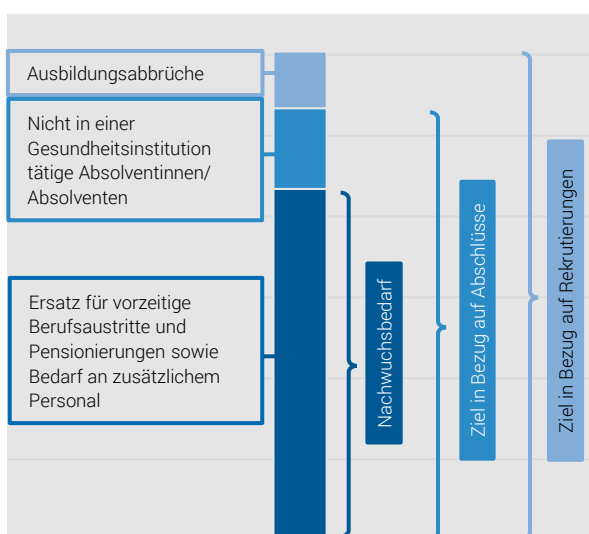 Ausbildungsabbrüche
Nicht in einer
Gesundheitsinstitution
tätige Absolventinnen/
Absolventen
Ersatz für vorzeitige
Berufsaustritte und
Pensionierungen sowie
Bedarf an zusätzlichem
Personal
Nachwuchsbedarf
Ziel in Bezug auf Abschlüsse
Ziel in Bezug auf Rekrutierungen